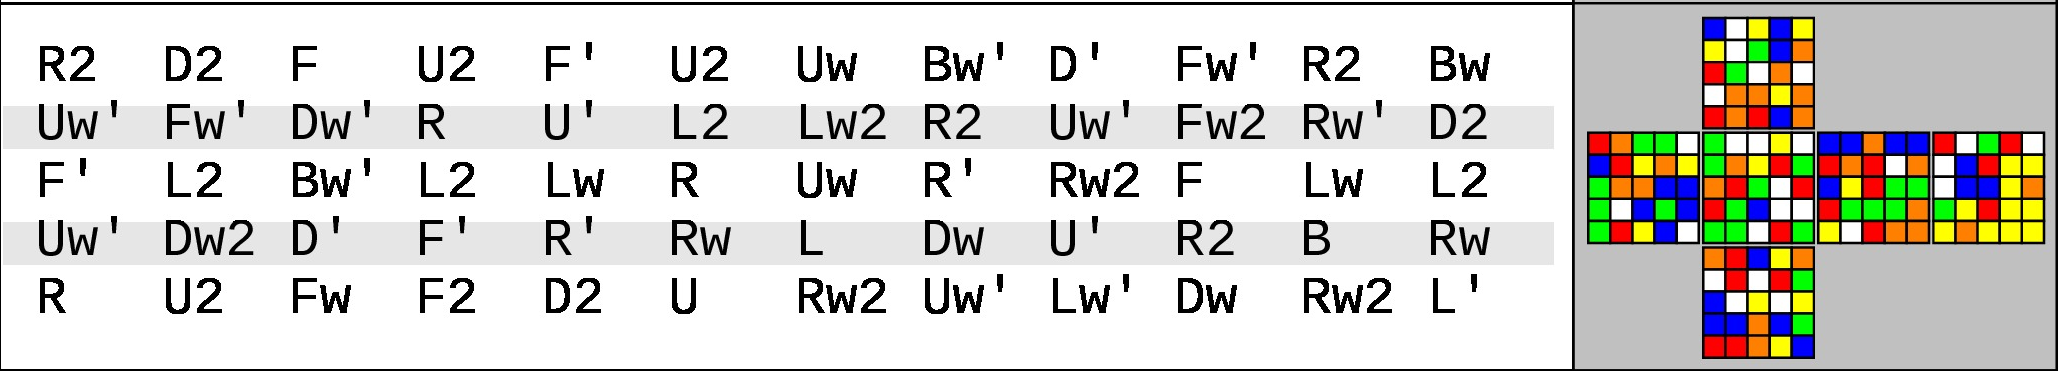 R2 D2 F U2 F' U2 Uw Bw' D' Fw' R2 Bw
Uw' Fw' Dw' R U' L2 Lw2 R2 Uw' Fw2 Rw' D2
F' L2 Bw' L2 Lw R Uw R' Rw2 F Lw L2
Uw' Dw2 D' F' R' Rw L Dw U' R2 B Rw
R U2 Fw F2 D2 U Rw2 Uw' Lw' Dw Rw2 L'